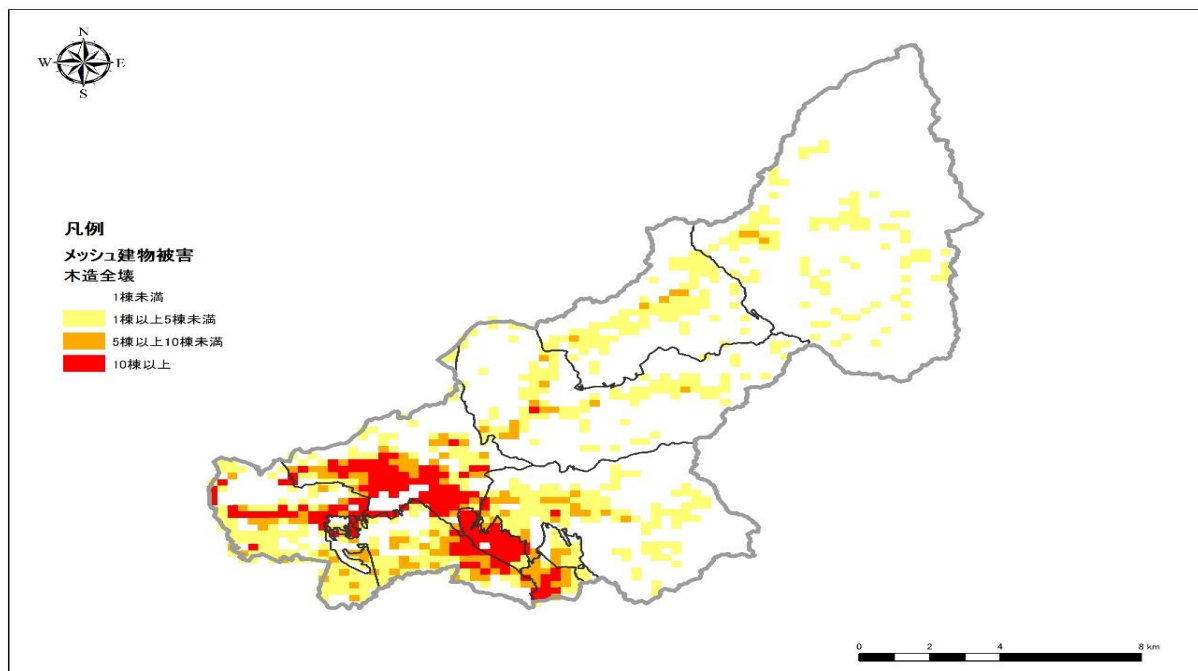 N
W E
S
凡例
メッシュ建物被害
木造全壊
1棟未満
1棟以上5棟未満
5棟以上10棟未満
10棟以上
0 2 4 8 km